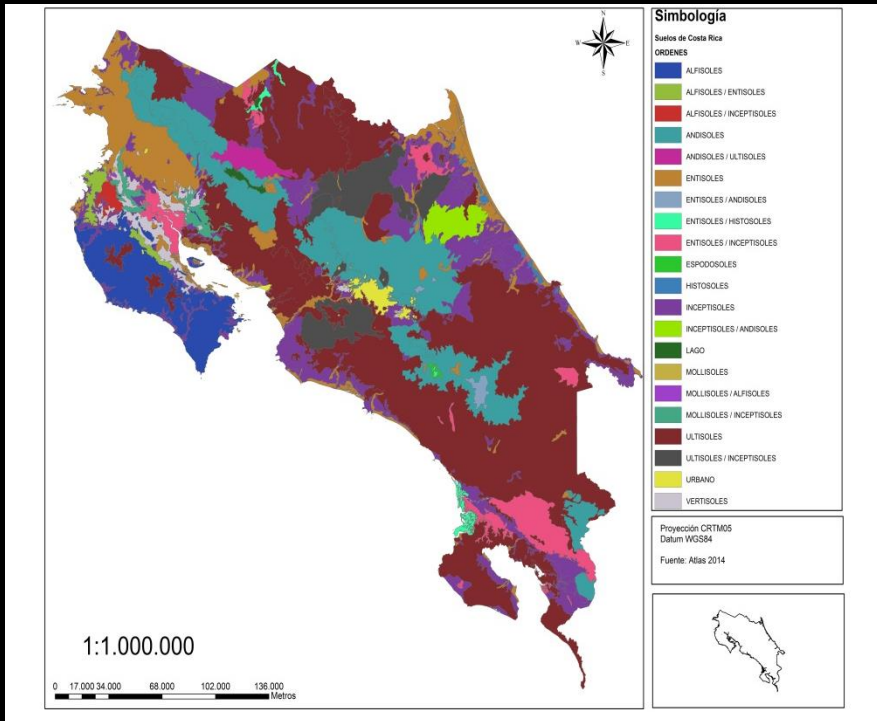 N
W
E
S
Simbología
Suelos de Costa Rica
ORDENES
ALFISOLES
ALFISOLES / ENTISOLES
ALFISOLES / INCEPTISOLES
ANDISOLES
ANDISOLES / ULTISOLES
ENTISOLES
ENTISOLES / ANDISOLES
ENTISOLES / HISTOSOLES
ENTISOLES / INCEPTISOLES
ESPODOSOLES
HISTOSOLES
INCEPTISOLES
INCEPTISOLES / ANDISOLES
LAGO
MOLLISOLES
MOLLISOLES / ALFISOLES
MOLLISOLES / INCEPTISOLES
ULTISOLES
ULTISOLES / INCEPTISOLES
URBANO
VERTISOLES
Proyección CRTM05
Datum WGS84
Fuente: Atlas 2014
1:1.000.000
0 17.000 34.000 68.000 102.000 136.000
Metros